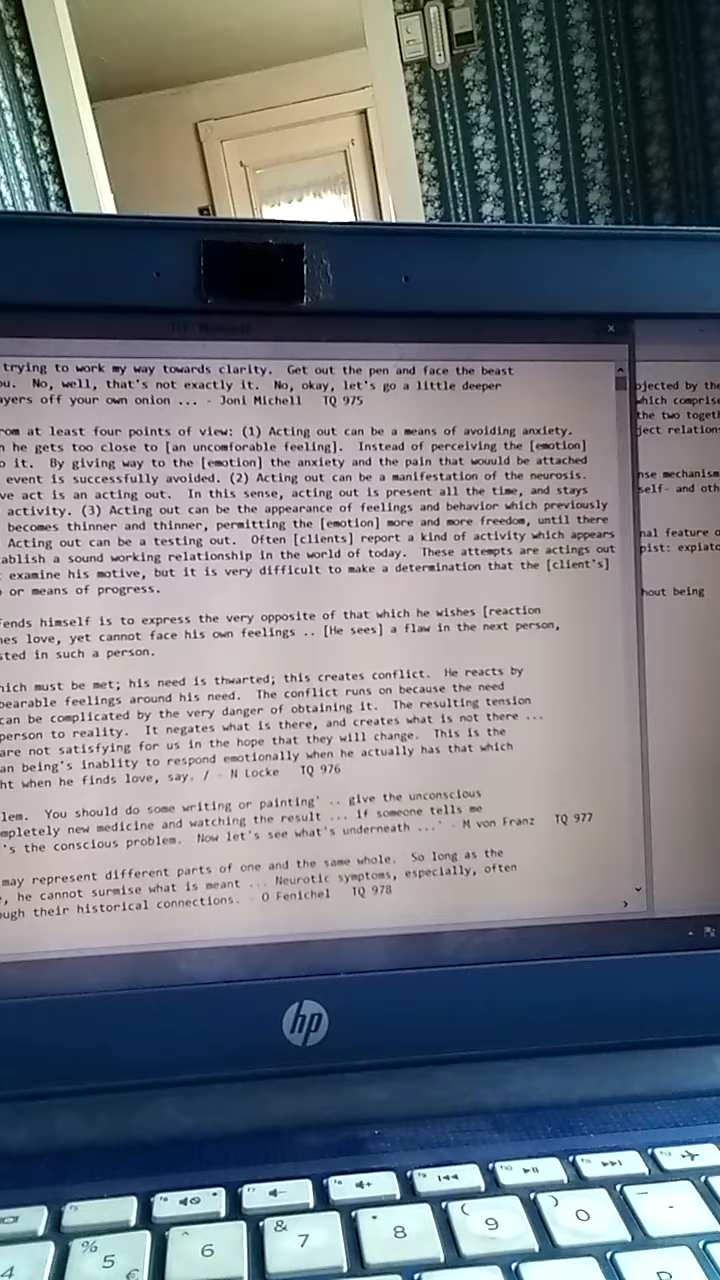 trying to work my way towards clarity. Get out the pen and face the beast
ou. No, well, that's not exactly it. No, okay, let's go a little deeper
ayers off your own onion ... - Joni Michell TQ 975
rom at least four points of view: (1) Acting out can be a means of avoiding anxiety.
n he gets too close to [an uncomforable feeling]. Instead of perceiving the [emotion]
o it. By giving way to the [emotion] the anxiety and the pain that wouuld be attached
event is successfully avoided. (2) Acting out can be a manifestation of the neurosis.
ve act is an acting out. In this sense, acting out is present all the time, and stays
activity. (3) Acting out can be the appearance of feelings and behavior which previously
becomes thinner and thinner, permitting the [emotion] more and more freedom, until there
Acting out can be a testing out. Often [clients] report a kind of activity which appears
ablish a sound working relationship in the world of today. These attempts are actings out
examine his motive, but it is very difficult to make a determination that the [client's]
or means of progress.
fends himself is to express the very opposite of that which he wishes [reaction
nes love, yet cannot face his own feelings .. [He sees] a flaw in the next person,
sted in such a person.
hich must be met; his need is thwarted; this creates conflict. He reacts by
bearable feelings around his need. The conflict runs on because the need
can be complicated by the very danger of obtaining it. The resulting tension
person to reality. It negates what is there, and creates what is not there ...
are not satisfying for us in the hope that they will change. This is the
an being's inablity to respond emotionally when he actually has that which
ht when he finds love, say. / - N Locke TQ 976
lem. You should do some writing or painting' .. give the unconscious
mpletely new medicine and watching the result ... if someone tells me
's the conscious problem. Now let's see what's underneath ...' - M von Franz TQ 977
may represent different parts of one and the same whole. So long as the
, he cannot surmise what is meant ... Neurotic symptoms, especially, often
ough their historical connections. - O Fenichel TQ 978
ojected by the
which comprise
the two togeth
ject relation
nse mechanism
self- and oth
nal feature o
pist: expiato
hout being
hp
4
% 5 €
^ 6
& 7
* 8
( 9
) 0
-